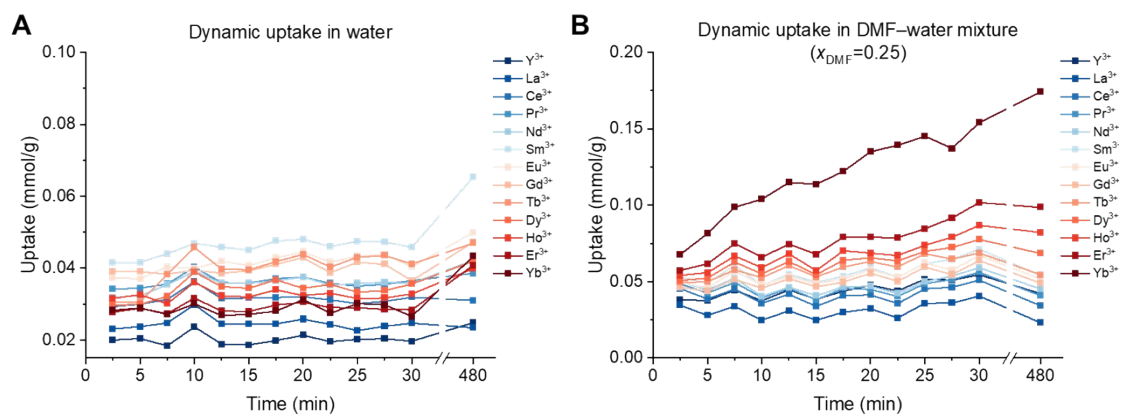 A
Dynamic uptake in water
Uptake (mmol/g)
0.10
0.08
0.06
0.04
0.02
0
5
10
15
20
25
30
480
Time (min)
Y³⁺
La³⁺
Ce³⁺
Pr³⁺
Nd³⁺
Sm³⁺
Eu³⁺
Gd³⁺
Tb³⁺
Dy³⁺
Ho³⁺
Er³⁺
Yb³⁺
B
Dynamic uptake in DMF–water mixture
(x_DMF=0.25)
Uptake (mmol/g)
0.20
0.15
0.10
0.05
0.00
0
5
10
15
20
25
30
480
Time (min)
Y³⁺
La³⁺
Ce³⁺
Pr³⁺
Nd³⁺
Sm³·
Eu³⁺
Gd³⁺
Tb³⁺
Dy³⁺
Ho³⁺
Er³⁺
Yb³⁺